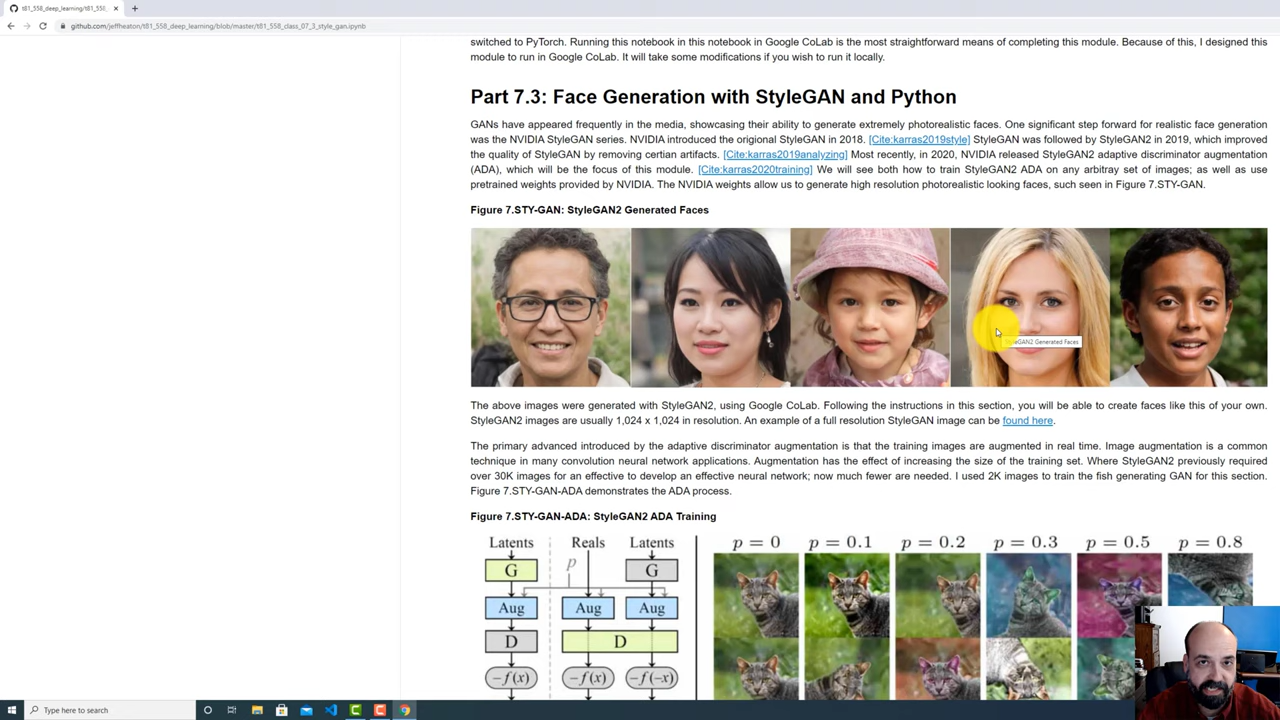 t81_558_deep_learning/t81_558_
github.com/jeffheaton/t81_558_deep_learning/blob/master/t81_558_class_07_3_style_gan.ipynb
switched to PyTorch. Running this notebook in this notebook in Google CoLab is the most straightforward means of completing this module. Because of this, I designed this
module to run in Google CoLab. It will take some modifications if you wish to run it locally.
Part 7.3: Face Generation with StyleGAN and Python
GANs have appeared frequently in the media, showcasing their ability to generate extremely photorealistic faces. One significant step forward for realistic face generation
was the NVIDIA StyleGAN series. NVIDIA introduced the origional StyleGAN in 2018. [Cite:karras2019style] StyleGAN was followed by StyleGAN2 in 2019, which improved
the quality of StyleGAN by removing certian artifacts. [Cite:karras2019analyzing] Most recently, in 2020, NVIDIA released StyleGAN2 adaptive discriminator augmentation
(ADA), which will be the focus of this module. [Cite:karras2020training] We will see both how to train StyleGAN2 ADA on any arbitray set of images; as well as use
pretrained weights provided by NVIDIA. The NVIDIA weights allow us to generate high resolution photorealistic looking faces, such seen in Figure 7.STY-GAN.
Figure 7.STY-GAN: StyleGAN2 Generated Faces
StyleGAN2 Generated Faces
The above images were generated with StyleGAN2, using Google CoLab. Following the instructions in this section, you will be able to create faces like this of your own.
StyleGAN2 images are usually 1,024 x 1,024 in resolution. An example of a full resolution StyleGAN image can be found here.
The primary advanced introduced by the adaptive discriminator augmentation is that the training images are augmented in real time. Image augmentation is a common
technique in many convolution neural network applications. Augmentation has the effect of increasing the size of the training set. Where StyleGAN2 previously required
over 30K images for an effective to develop an effective neural network; now much fewer are needed. I used 2K images to train the fish generating GAN for this section.
Figure 7.STY-GAN-ADA demonstrates the ADA process.
Figure 7.STY-GAN-ADA: StyleGAN2 ADA Training
Latents Reals Latents p = 0 p = 0.1 p = 0.2 p = 0.3 p = 0.5 p = 0.8
G p G
Aug Aug Aug
D D
−f(x) −f(x) −f(−x)
Type here to search